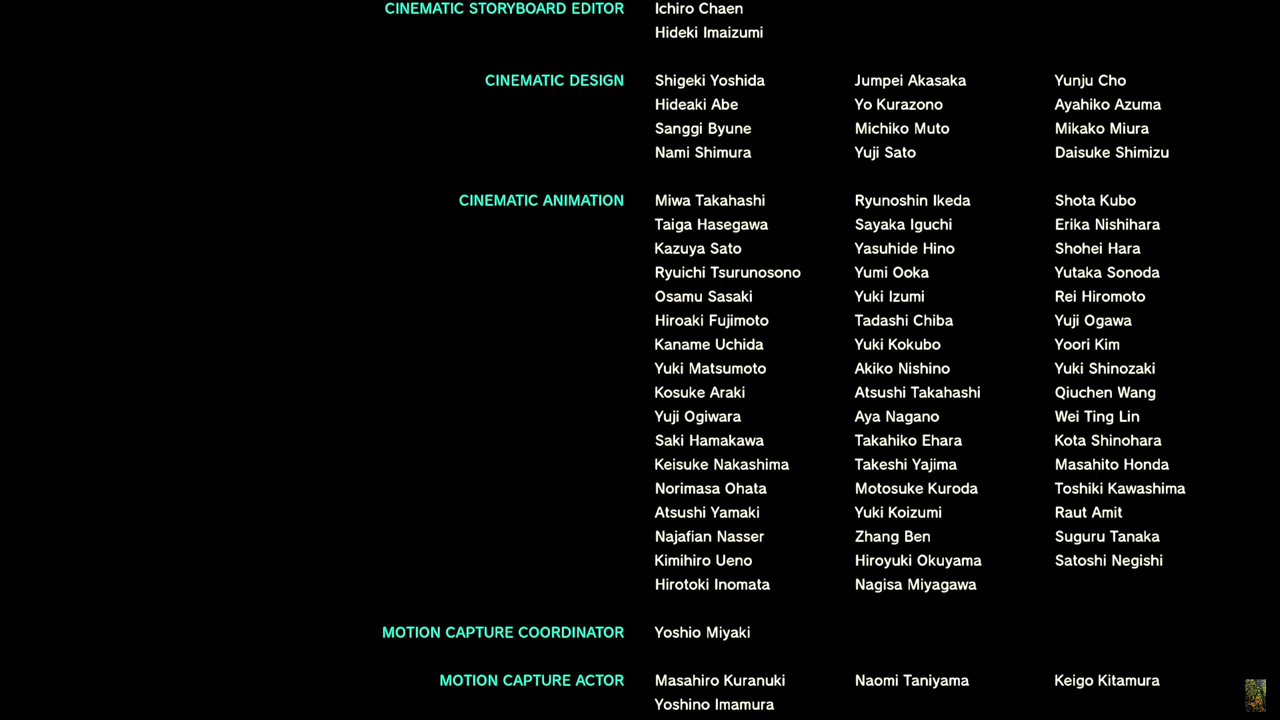 CINEMATIC STORYBOARD EDITOR Ichiro Chaen
Hideki Imaizumi
CINEMATIC DESIGN Shigeki Yoshida Jumpei Akasaka Yunju Cho
Hideaki Abe Yo Kurazono Ayahiko Azuma
Sanggi Byune Michiko Muto Mikako Miura
Nami Shimura Yuji Sato Daisuke Shimizu
CINEMATIC ANIMATION Miwa Takahashi Ryunoshin Ikeda Shota Kubo
Taiga Hasegawa Sayaka Iguchi Erika Nishihara
Kazuya Sato Yasuhide Hino Shohei Hara
Ryuichi Tsurunosono Yumi Ooka Yutaka Sonoda
Osamu Sasaki Yuki Izumi Rei Hiromoto
Hiroaki Fujimoto Tadashi Chiba Yuji Ogawa
Kaname Uchida Yuki Kokubo Yoori Kim
Yuki Matsumoto Akiko Nishino Yuki Shinozaki
Kosuke Araki Atsushi Takahashi Qiuchen Wang
Yuji Ogiwara Aya Nagano Wei Ting Lin
Saki Hamakawa Takahiko Ehara Kota Shinohara
Keisuke Nakashima Takeshi Yajima Masahito Honda
Norimasa Ohata Motosuke Kuroda Toshiki Kawashima
Atsushi Yamaki Yuki Koizumi Raut Amit
Najafian Nasser Zhang Ben Suguru Tanaka
Kimihiro Ueno Hiroyuki Okuyama Satoshi Negishi
Hirotoki Inomata Nagisa Miyagawa
MOTION CAPTURE COORDINATOR Yoshio Miyaki
MOTION CAPTURE ACTOR Masahiro Kuranuki Naomi Taniyama Keigo Kitamura
Yoshino Imamura